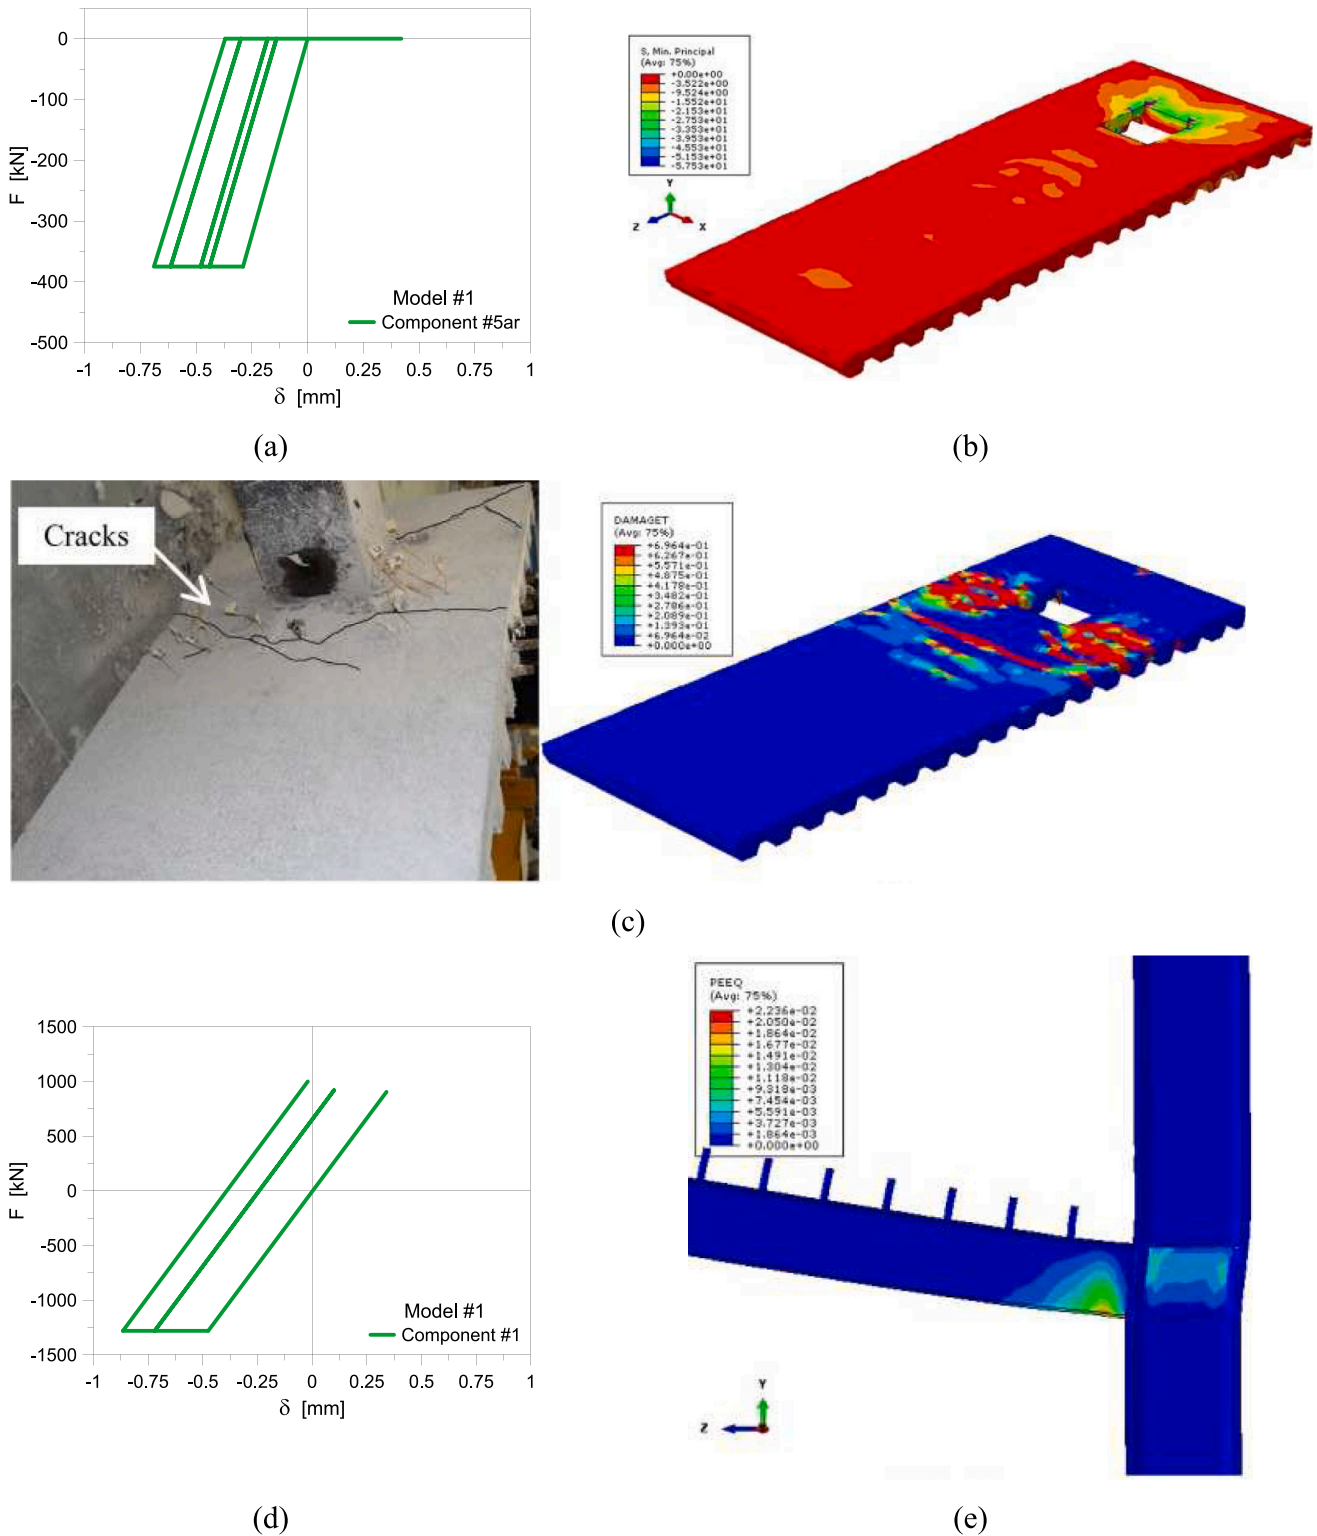 0
-100
-200
-300
-400
-500
F [kN]
Model #1
Component #5ar
-1 -0.75 -0.5 -0.25 0 0.25 0.5 0.75 1
δ [mm]
(a)
S, Min. Principal
(Avg: 75%)
+0.00e+00
-3.522e+00
-9.524e+00
-1.552e+01
-2.153e+01
-2.753e+01
-3.353e+01
-3.953e+01
-4.553e+01
-5.153e+01
-5.753e+01
Y
Z X
(b)
Cracks
DAMAGET
(Avg: 75%)
+6.964e-01
+6.267e-01
+5.571e-01
+4.875e-01
+4.178e-01
+3.482e-01
+2.786e-01
+2.089e-01
+1.393e-01
+6.964e-02
+0.000e+00
(c)
1500
1000
500
0
-500
-1000
-1500
F [kN]
Model #1
Component #1
-1 -0.75 -0.5 -0.25 0 0.25 0.5 0.75 1
δ [mm]
(d)
PEEQ
(Avg: 75%)
+2.236e-02
+2.050e-02
+1.864e-02
+1.677e-02
+1.491e-02
+1.304e-02
+1.118e-02
+9.318e-03
+7.454e-03
+5.591e-03
+3.727e-03
+1.864e-03
+0.000e+00
Y
Z
(e)